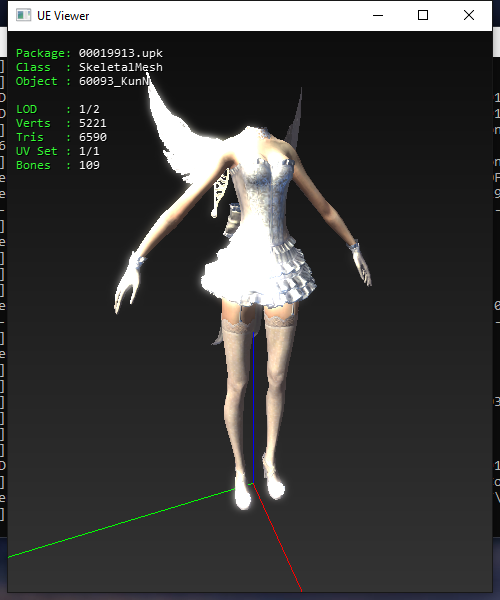 UE Viewer
Package: 00019913.upk
Class : SkeletalMesh
Object : 60093_KunN
LOD : 1/2
Verts : 5221
Tris : 6590
UV Set : 1/1
Bones : 109